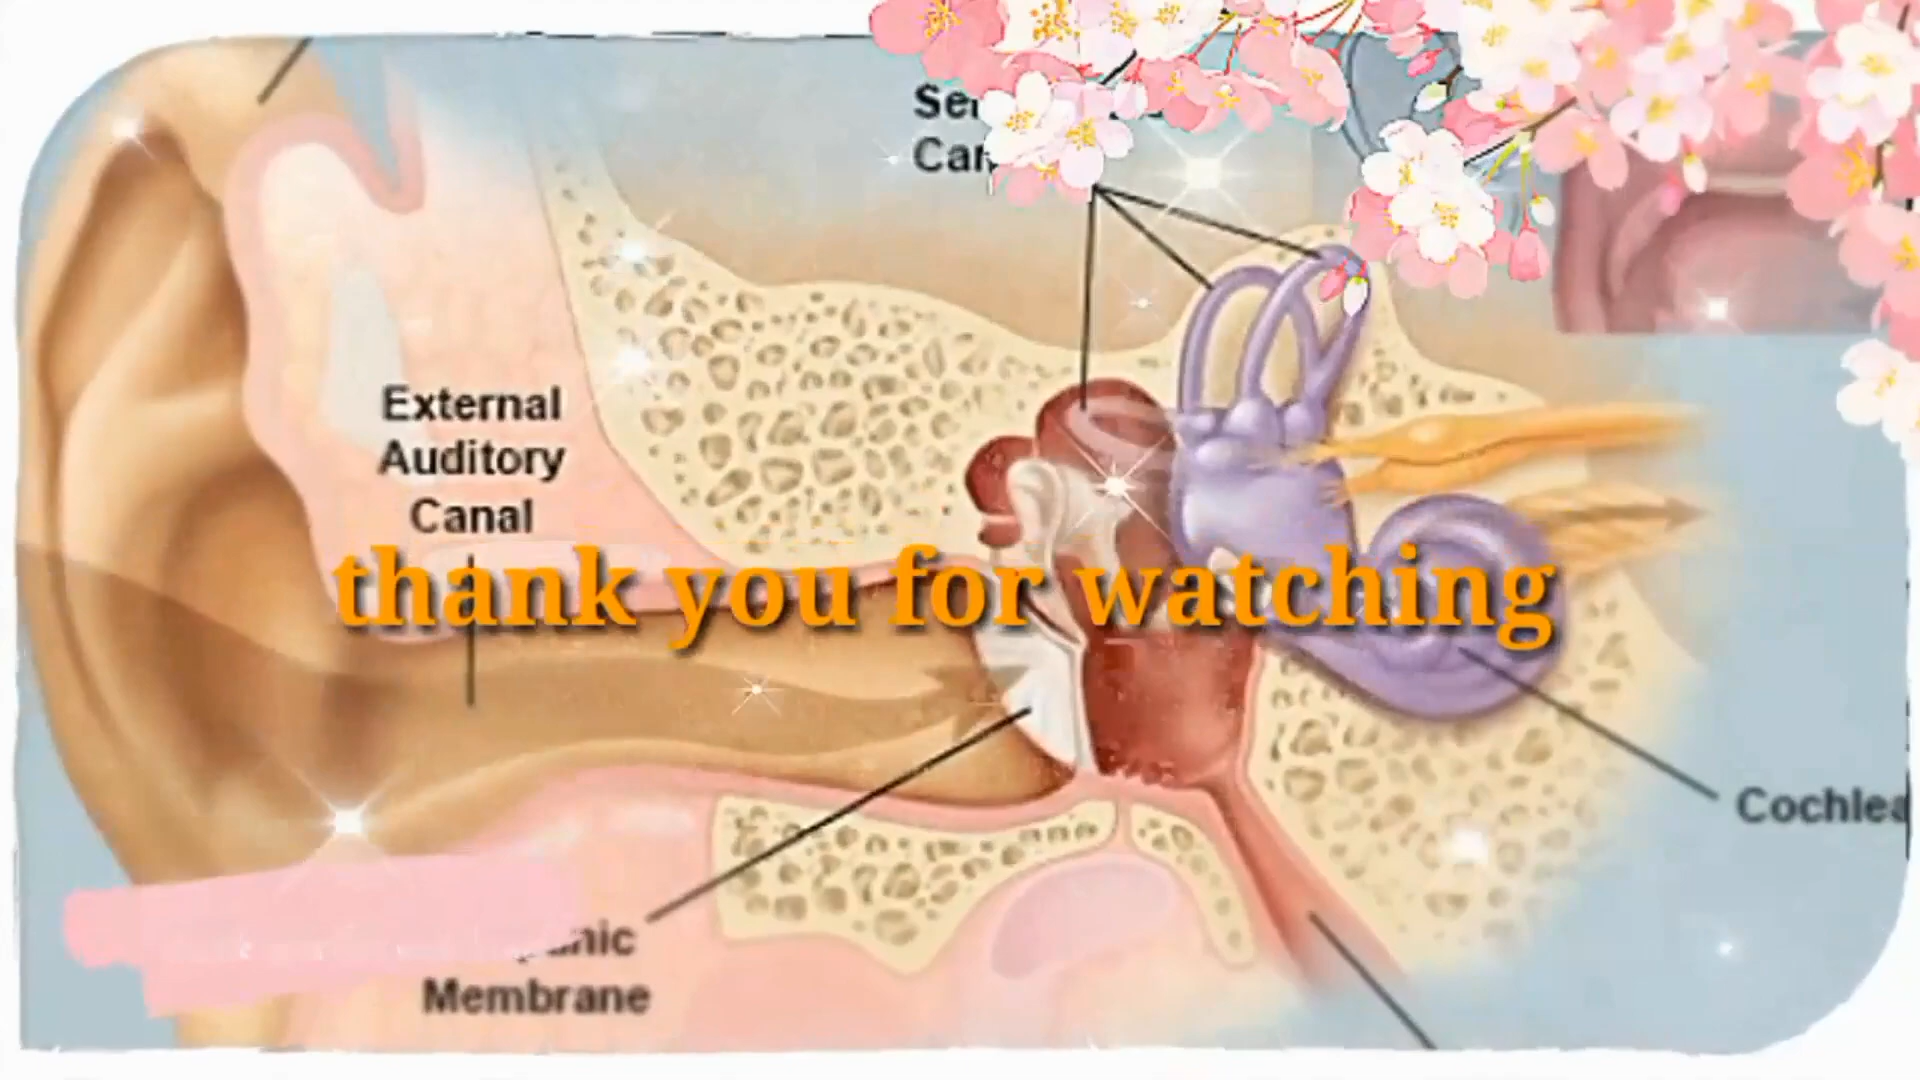 External
Auditory
Canal
thank you for watching
Cochlea
Membrane